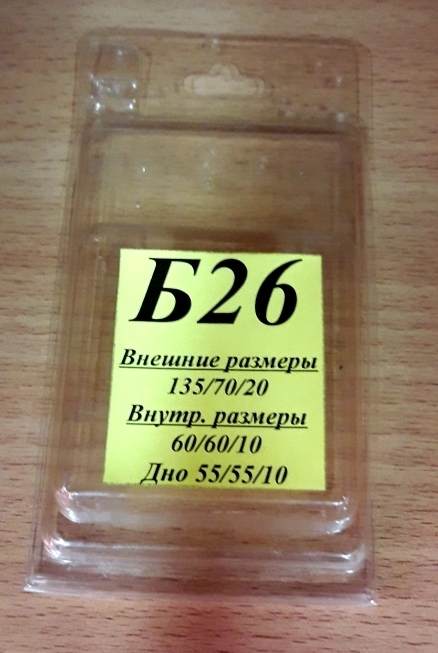 Б26
Внешние размеры
135/70/20
Внутр. размеры
60/60/10
Дно 55/55/10